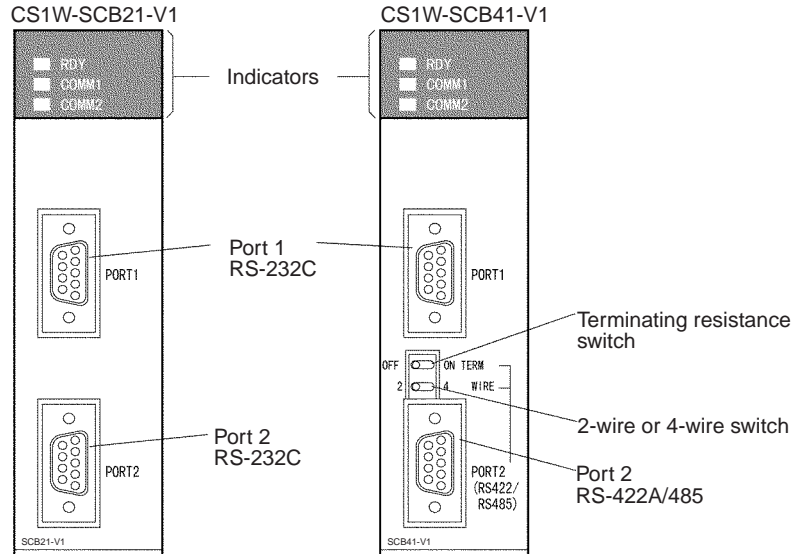 CS1W-SCB21-V1
CS1W-SCB41-V1
RDY
COMM1
COMM2
Indicators
RDY
COMM1
COMM2
Port 1
RS-232C
PORT1
PORT1
Terminating resistance
switch
OFF
ON TERM
2
4
WIRE
2-wire or 4-wire switch
Port 2
RS-232C
PORT2
PORT2
(RS422/
RS485)
Port 2
RS-422A/485
SCB21-V1
SCB41-V1